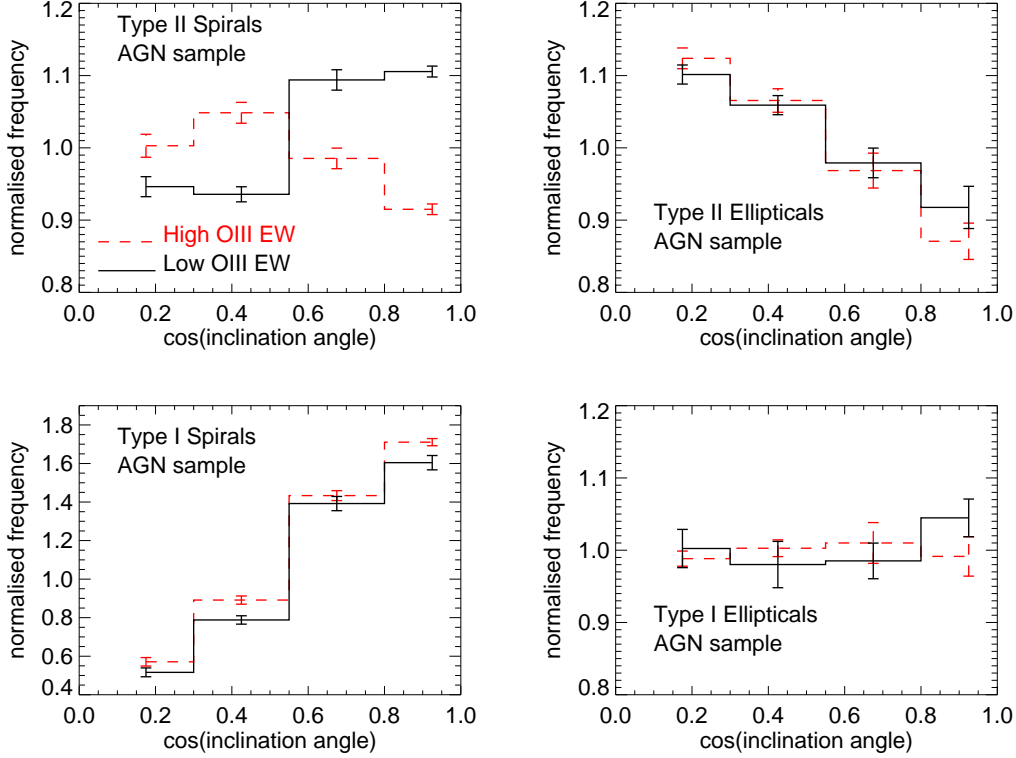 Type II Spirals
AGN sample
High OIII EW
Low OIII EW
normalised frequency
1.2
1.1
1.0
0.9
0.8
0.0 0.2 0.4 0.6 0.8 1.0
cos(inclination angle)
Type II Ellipticals
AGN sample
normalised frequency
1.2
1.1
1.0
0.9
0.8
0.0 0.2 0.4 0.6 0.8 1.0
cos(inclination angle)
Type I Spirals
AGN sample
normalised frequency
1.8
1.6
1.4
1.2
1.0
0.8
0.6
0.4
0.0 0.2 0.4 0.6 0.8 1.0
cos(inclination angle)
Type I Ellipticals
AGN sample
normalised frequency
1.2
1.1
1.0
0.9
0.8
0.0 0.2 0.4 0.6 0.8 1.0
cos(inclination angle)